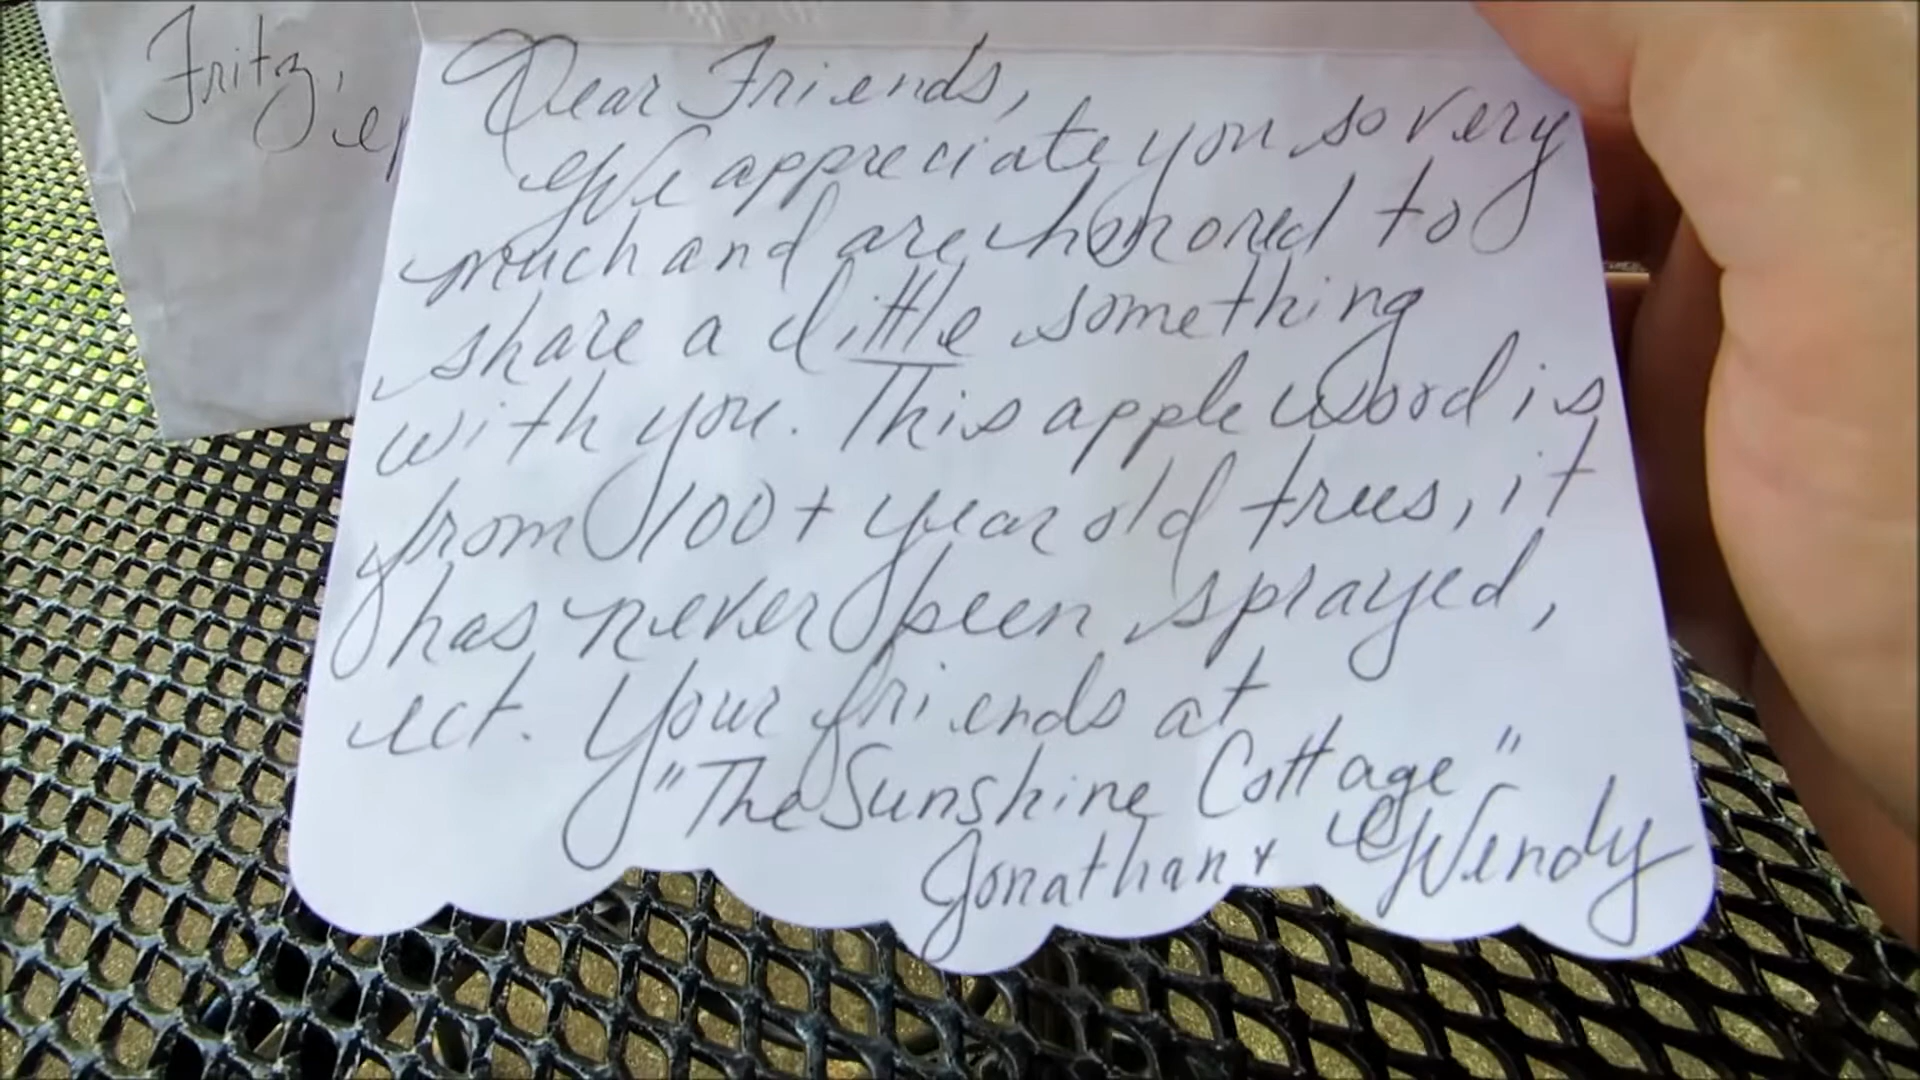 Fritz,
Dear Friends,
We appreciate you so very
much and are honored to
share a little something
with you. This apple wood is
from 100+ year old trees, it
has never been sprayed,
ect. Your friends at
"The Sunshine Cottage"
Jonathan & Wendy